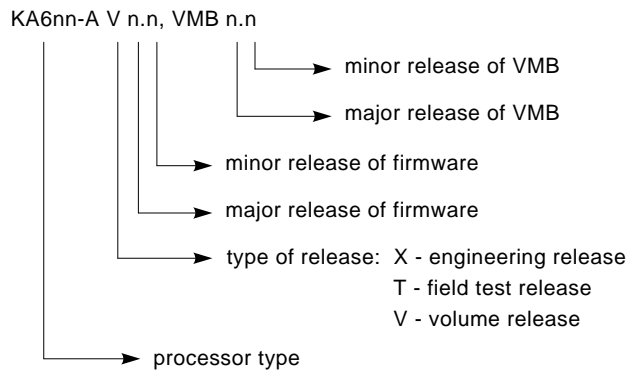 KA6nn-A V n.n, VMB n.n
minor release of VMB
major release of VMB
minor release of firmware
major release of firmware
type of release: X - engineering release
T - field test release
V - volume release
processor type